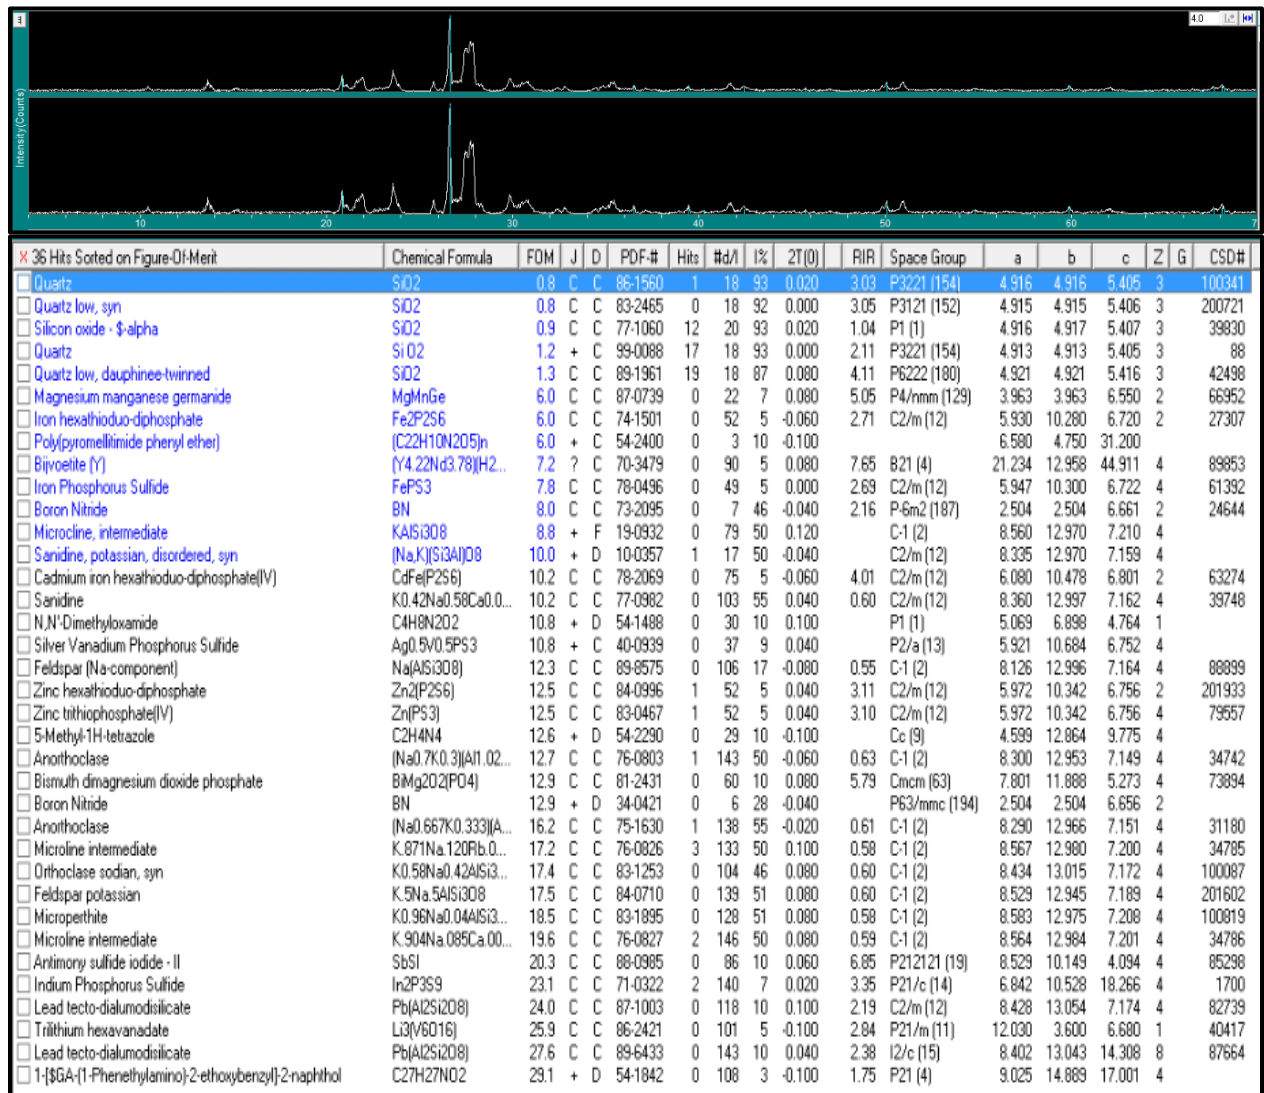 4.0
Intensity(Counts)
10 20 30 40 50 60 7
36 Hits Sorted on Figure-Of-Merit Chemical Formula FOM J D PDF-# Hits #d/I I% 2T(0) RIR Space Group a b c Z G CSD#
Quartz SiO2 0.8 C C 86-1560 1 18 93 0.020 3.03 P3221 (154) 4.916 4.916 5.405 3 100341
Quartz low, syn SiO2 0.8 C C 83-2465 0 18 92 0.000 3.05 P3121 (152) 4.915 4.915 5.406 3 200721
Silicon oxide - $-alpha SiO2 0.9 C C 77-1060 12 20 93 0.020 1.04 P1 (1) 4.916 4.917 5.407 3 39830
Quartz Si O2 1.2 + C 99-0088 17 18 93 0.000 2.11 P3221 (154) 4.913 4.913 5.405 3 88
Quartz low, dauphinee-twinned SiO2 1.3 C C 89-1961 19 18 87 0.080 4.11 P6222 (180) 4.921 4.921 5.416 3 42498
Magnesium manganese germanide MgMnGe 6.0 C C 87-0739 0 22 7 0.080 5.05 P4/nmm (129) 3.963 3.963 6.550 2 66952
Iron hexathioduo-diphosphate Fe2P2S6 6.0 C C 74-1501 0 52 5 -0.060 2.71 C2/m (12) 5.930 10.280 6.720 2 27307
Poly(pyromellitimide phenyl ether) (C22H10N2O5)n 6.0 + C 54-2400 0 3 10 -0.100 6.580 4.750 31.200
Bijvoetite (Y) (Y4.22Nd3.78)(H2... 7.2 ? C 70-3479 0 90 5 0.080 7.65 B21 (4) 21.234 12.958 44.911 4 89853
Iron Phosphorus Sulfide FePS3 7.8 C C 78-0496 0 49 5 0.000 2.69 C2/m (12) 5.947 10.300 6.722 4 61392
Boron Nitride BN 8.0 C C 73-2095 0 7 46 -0.040 2.16 P-6m2 (187) 2.504 2.504 6.661 2 24644
Microcline, intermediate KAlSi3O8 8.8 + F 19-0932 0 79 50 0.120 C-1 (2) 8.560 12.970 7.210 4
Sanidine, potassian, disordered, syn (Na,K)(Si3Al)O8 10.0 + D 10-0357 1 17 50 -0.040 C2/m (12) 8.335 12.970 7.159 4
Cadmium iron hexathioduo-diphosphate(IV) CdFe(P2S6) 10.2 C C 78-2069 0 75 5 -0.060 4.01 C2/m (12) 6.080 10.478 6.801 2 63274
Sanidine K0.42Na0.58Ca0.0... 10.2 C C 77-0982 0 103 55 0.040 0.60 C2/m (12) 8.360 12.997 7.162 4 39748
N,N'-Dimethyloxamide C4H8N2O2 10.8 + D 54-1488 0 30 10 0.100 P1 (1) 5.069 6.898 4.764 1
Silver Vanadium Phosphorus Sulfide Ag0.5V0.5PS3 10.8 + C 40-0939 0 37 9 0.040 P2/a (13) 5.921 10.684 6.752 4
Feldspar (Na-component) Na(AlSi3O8) 12.3 C C 89-8575 0 106 17 -0.080 0.55 C-1 (2) 8.126 12.996 7.164 4 88899
Zinc hexathioduo-diphosphate Zn2(P2S6) 12.5 C C 84-0996 1 52 5 0.040 3.11 C2/m (12) 5.972 10.342 6.756 2 201933
Zinc trithiophosphate(IV) Zn(PS3) 12.5 C C 83-0467 1 52 5 0.040 3.10 C2/m (12) 5.972 10.342 6.756 4 79557
5-Methyl-1H-tetrazole C2H4N4 12.6 + D 54-2290 0 29 10 -0.100 Cc (9) 4.599 12.864 9.775 4
Anorthoclase (Na0.7K0.3)(Al1.02... 12.7 C C 76-0803 1 143 50 -0.060 0.63 C-1 (2) 8.300 12.953 7.149 4 34742
Bismuth dimagnesium dioxide phosphate BiMg2O2(PO4) 12.9 C C 81-2431 0 60 10 0.080 5.79 Cmcm (63) 7.801 11.888 5.273 4 73894
Boron Nitride BN 12.9 + D 34-0421 0 6 28 -0.040 P63/mmc (194) 2.504 2.504 6.656 2
Anorthoclase (Na0.667K0.333)(A... 16.2 C C 75-1630 1 138 55 -0.020 0.61 C-1 (2) 8.290 12.966 7.151 4 31180
Microline intermediate K.871Na.120Rb.0... 17.2 C C 76-0826 3 133 50 0.100 0.58 C-1 (2) 8.567 12.980 7.200 4 34785
Orthoclase sodian, syn K0.58Na0.42AlSi3... 17.4 C C 83-1253 0 104 46 0.080 0.60 C-1 (2) 8.434 13.015 7.172 4 100087
Feldspar potassian K.5Na.5AlSi3O8 17.5 C C 84-0710 0 139 51 0.080 0.60 C-1 (2) 8.529 12.945 7.189 4 201602
Microperthite K0.96Na0.04AlSi3... 18.5 C C 83-1895 0 128 51 0.080 0.58 C-1 (2) 8.583 12.975 7.208 4 100819
Microline intermediate K.904Na.085Ca.00... 19.6 C C 76-0827 2 146 50 0.080 0.59 C-1 (2) 8.564 12.984 7.201 4 34786
Antimony sulfide iodide - II SbSI 20.3 C C 88-0985 0 86 10 0.060 6.85 P212121 (19) 8.529 10.149 4.094 4 85298
Indium Phosphorus Sulfide In2P3S9 23.1 C C 71-0322 2 140 7 0.020 3.35 P21/c (14) 6.842 10.528 18.266 4 1700
Lead tecto-dialumodisilicate Pb(Al2Si2O8) 24.0 C C 87-1003 0 118 10 0.100 2.19 C2/m (12) 8.428 13.054 7.174 4 82739
Trilithium hexavanadate Li3(V6O16) 25.9 C C 86-2421 0 101 5 -0.100 2.84 P21/m (11) 12.030 3.600 6.680 1 40417
Lead tecto-dialumodisilicate Pb(Al2Si2O8) 27.6 C C 89-6433 0 143 10 0.040 2.38 I2/c (15) 8.402 13.043 14.308 8 87664
1-[$GA-(1-Phenethylamino)-2-ethoxybenzyl]-2-naphthol C27H27NO2 29.1 + D 54-1842 0 108 3 -0.100 1.75 P21 (4) 9.025 14.889 17.001 4